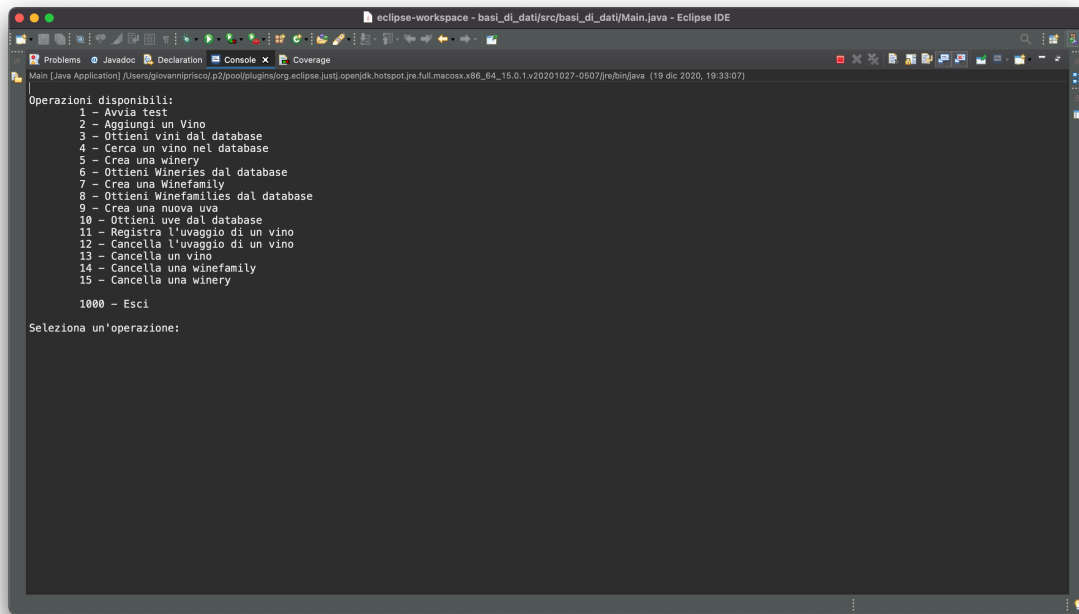 eclipse-workspace - basi_di_dati/src/basi_di_dati/Main.java - Eclipse IDE
Problems Javadoc Declaration Console Coverage
Main [Java Application] /Users/giovanniprisco/.p2/pool/plugins/org.eclipse.justj.openjdk.hotspot.jre.full.macosx.x86_64_15.0.1.v20201027-0507/jre/bin/java (19 dic 2020, 19:33:07)
Operazioni disponibili:
1 – Avvia test
2 – Aggiungi un Vino
3 – Ottieni vini dal database
4 – Cerca un vino nel database
5 – Crea una winery
6 – Ottieni Wineries dal database
7 – Crea una Winefamily
8 – Ottieni Winefamilies dal database
9 – Crea una nuova uva
10 – Ottieni uve dal database
11 – Registra l'uvaggio di un vino
12 – Cancella l'uvaggio di un vino
13 – Cancella un vino
14 – Cancella una winefamily
15 – Cancella una winery
1000 – Esci
Seleziona un'operazione: